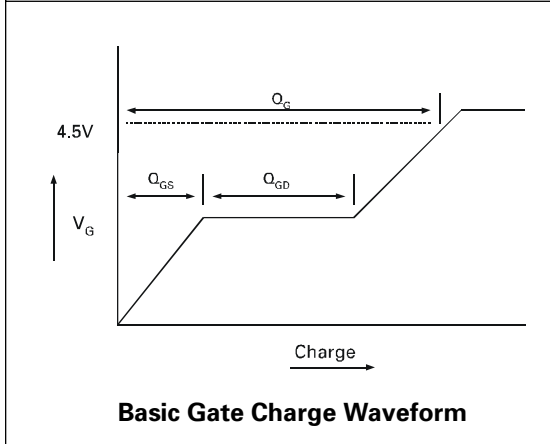 Q_G
4.5V
Q_GS
Q_GD
V_G
Charge
Basic Gate Charge Waveform